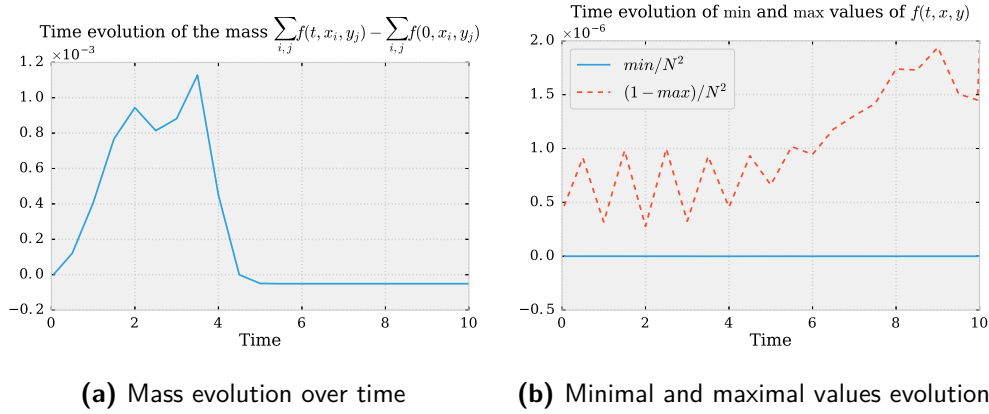 Time evolution of the mass ∑_{i,j} f(t, x_i, y_j) − ∑_{i,j} f(0, x_i, y_j)
×10⁻³
1.2
1.0
0.8
0.6
0.4
0.2
0.0
−0.2
0 2 4 6 8 10
Time
(a) Mass evolution over time
Time evolution of min and max values of f(t, x, y)
×10⁻⁶
2.0
1.5
1.0
0.5
0.0
−0.5
min/N²
(1 − max)/N²
0 2 4 6 8 10
Time
(b) Minimal and maximal values evolution